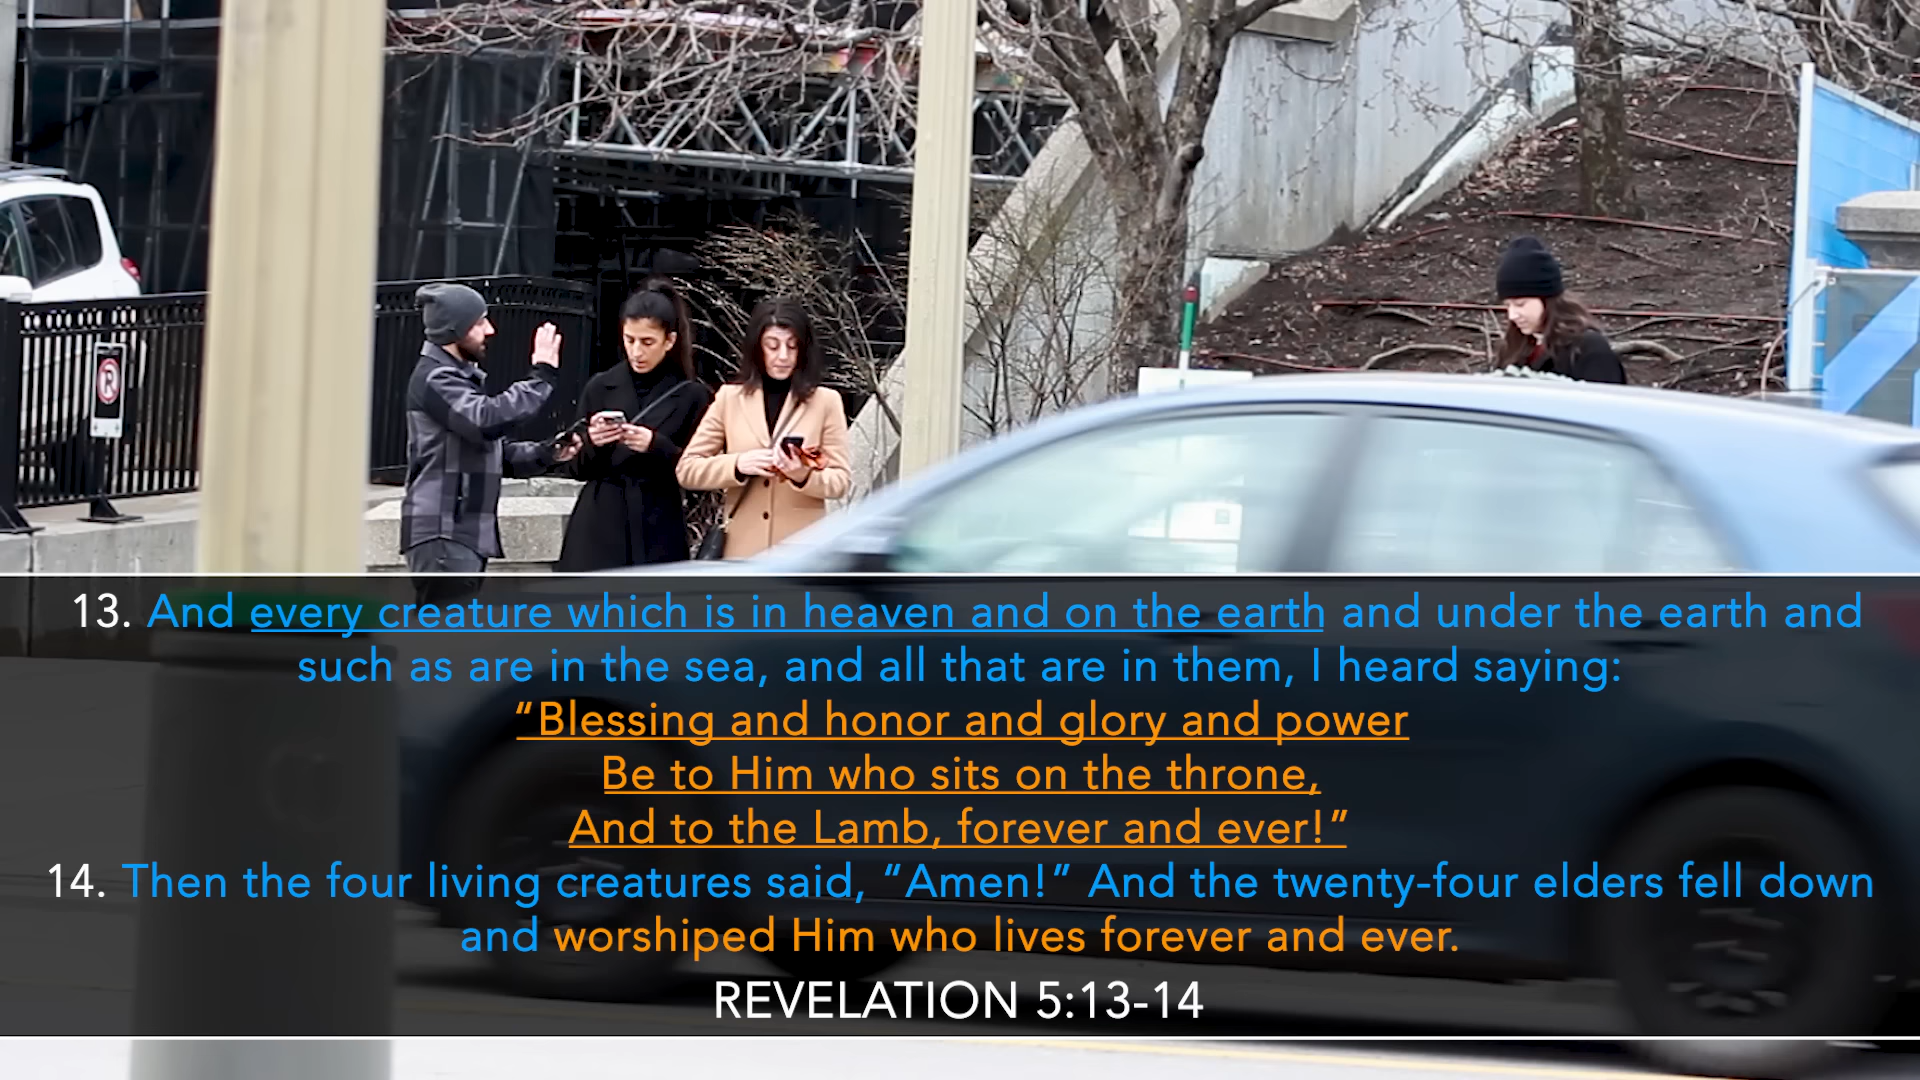 13. And every creature which is in heaven and on the earth and under the earth and
such as are in the sea, and all that are in them, I heard saying:
“Blessing and honor and glory and power
Be to Him who sits on the throne,
And to the Lamb, forever and ever!”
14. Then the four living creatures said, “Amen!” And the twenty-four elders fell down
and worshiped Him who lives forever and ever.
REVELATION 5:13-14